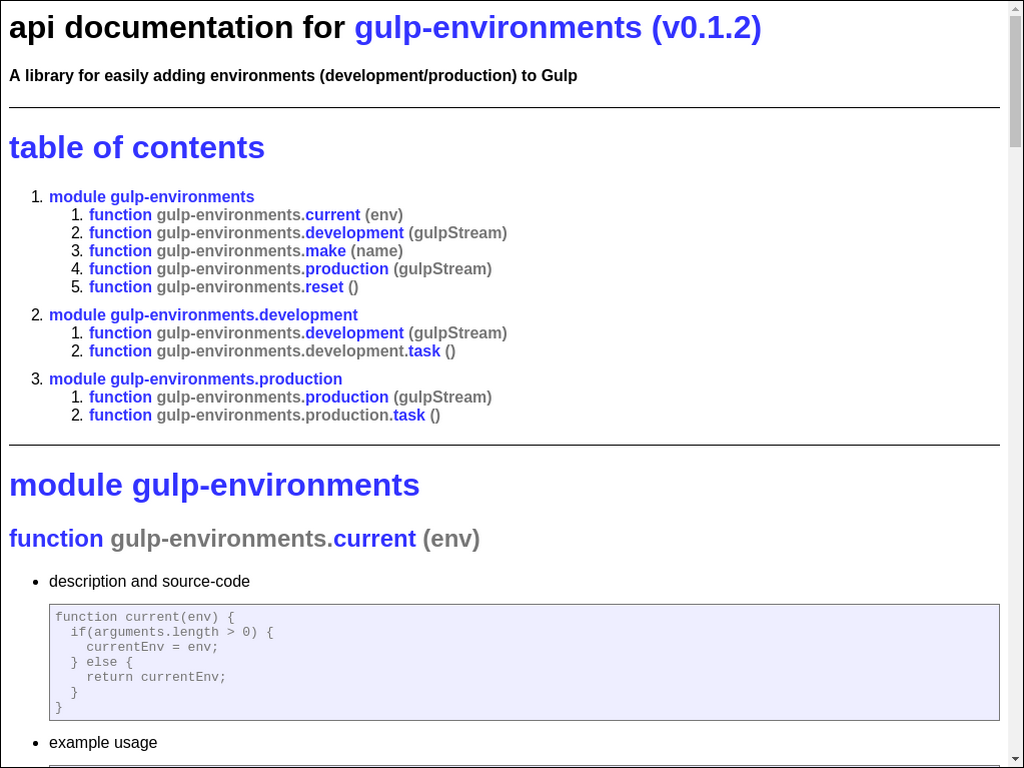 api documentation for gulp-environments (v0.1.2)
A library for easily adding environments (development/production) to Gulp
table of contents
1. module gulp-environments
1. function gulp-environments.current (env)
2. function gulp-environments.development (gulpStream)
3. function gulp-environments.make (name)
4. function gulp-environments.production (gulpStream)
5. function gulp-environments.reset ()
2. module gulp-environments.development
1. function gulp-environments.development (gulpStream)
2. function gulp-environments.development.task ()
3. module gulp-environments.production
1. function gulp-environments.production (gulpStream)
2. function gulp-environments.production.task ()
module gulp-environments
function gulp-environments.current (env)
• description and source-code
function current(env) {
  if(arguments.length > 0) {
    currentEnv = env;
  } else {
    return currentEnv;
  }
}
• example usage